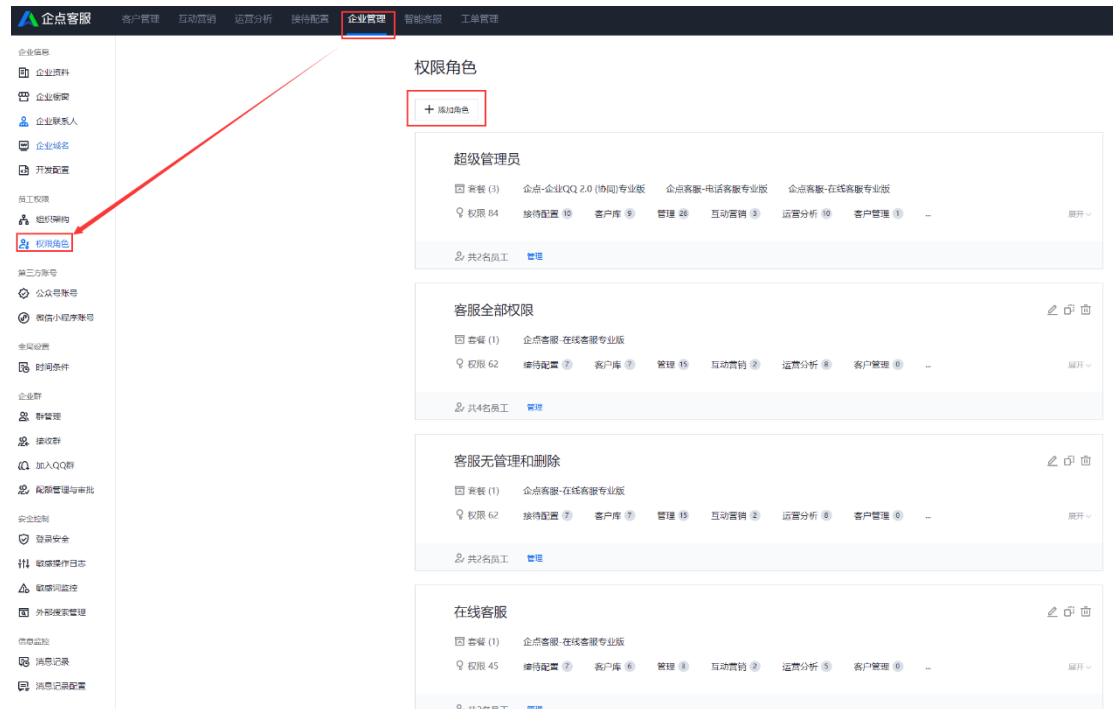 企点客服 客户管理 互动营销 运营分析 接待配置 企业管理 智能客服 工单管理
企业信息
企业资料
企业橱窗
企业联系人
企业域名
开发配置
员工权限
组织架构
权限角色
第三方账号
公众号账号
微信小程序账号
全局设置
时间条件
企业群
群管理
接收群
加入QQ群
配额管理与审批
安全控制
登录安全
敏感操作日志
敏感词监控
外部搜索管理
信息监控
消息记录
消息记录配置
权限角色
+ 添加角色
超级管理员
套餐 (3) 企点-企业QQ 2.0 (协同)专业版 企点客服-电话客服专业版 企点客服-在线客服专业版
权限 84 接待配置 10 客户库 9 管理 28 互动营销 3 运营分析 10 客户管理 1 ... 展开
共2名员工 管理
客服全部权限
套餐 (1) 企点客服-在线客服专业版
权限 62 接待配置 7 客户库 7 管理 15 互动营销 2 运营分析 8 客户管理 0 ... 展开
共4名员工 管理
客服无管理和删除
套餐 (1) 企点客服-在线客服专业版
权限 62 接待配置 7 客户库 7 管理 15 互动营销 2 运营分析 8 客户管理 0 ... 展开
共2名员工 管理
在线客服
套餐 (1) 企点客服-在线客服专业版
权限 45 接待配置 7 客户库 6 管理 8 互动营销 2 运营分析 5 客户管理 0 ... 展开